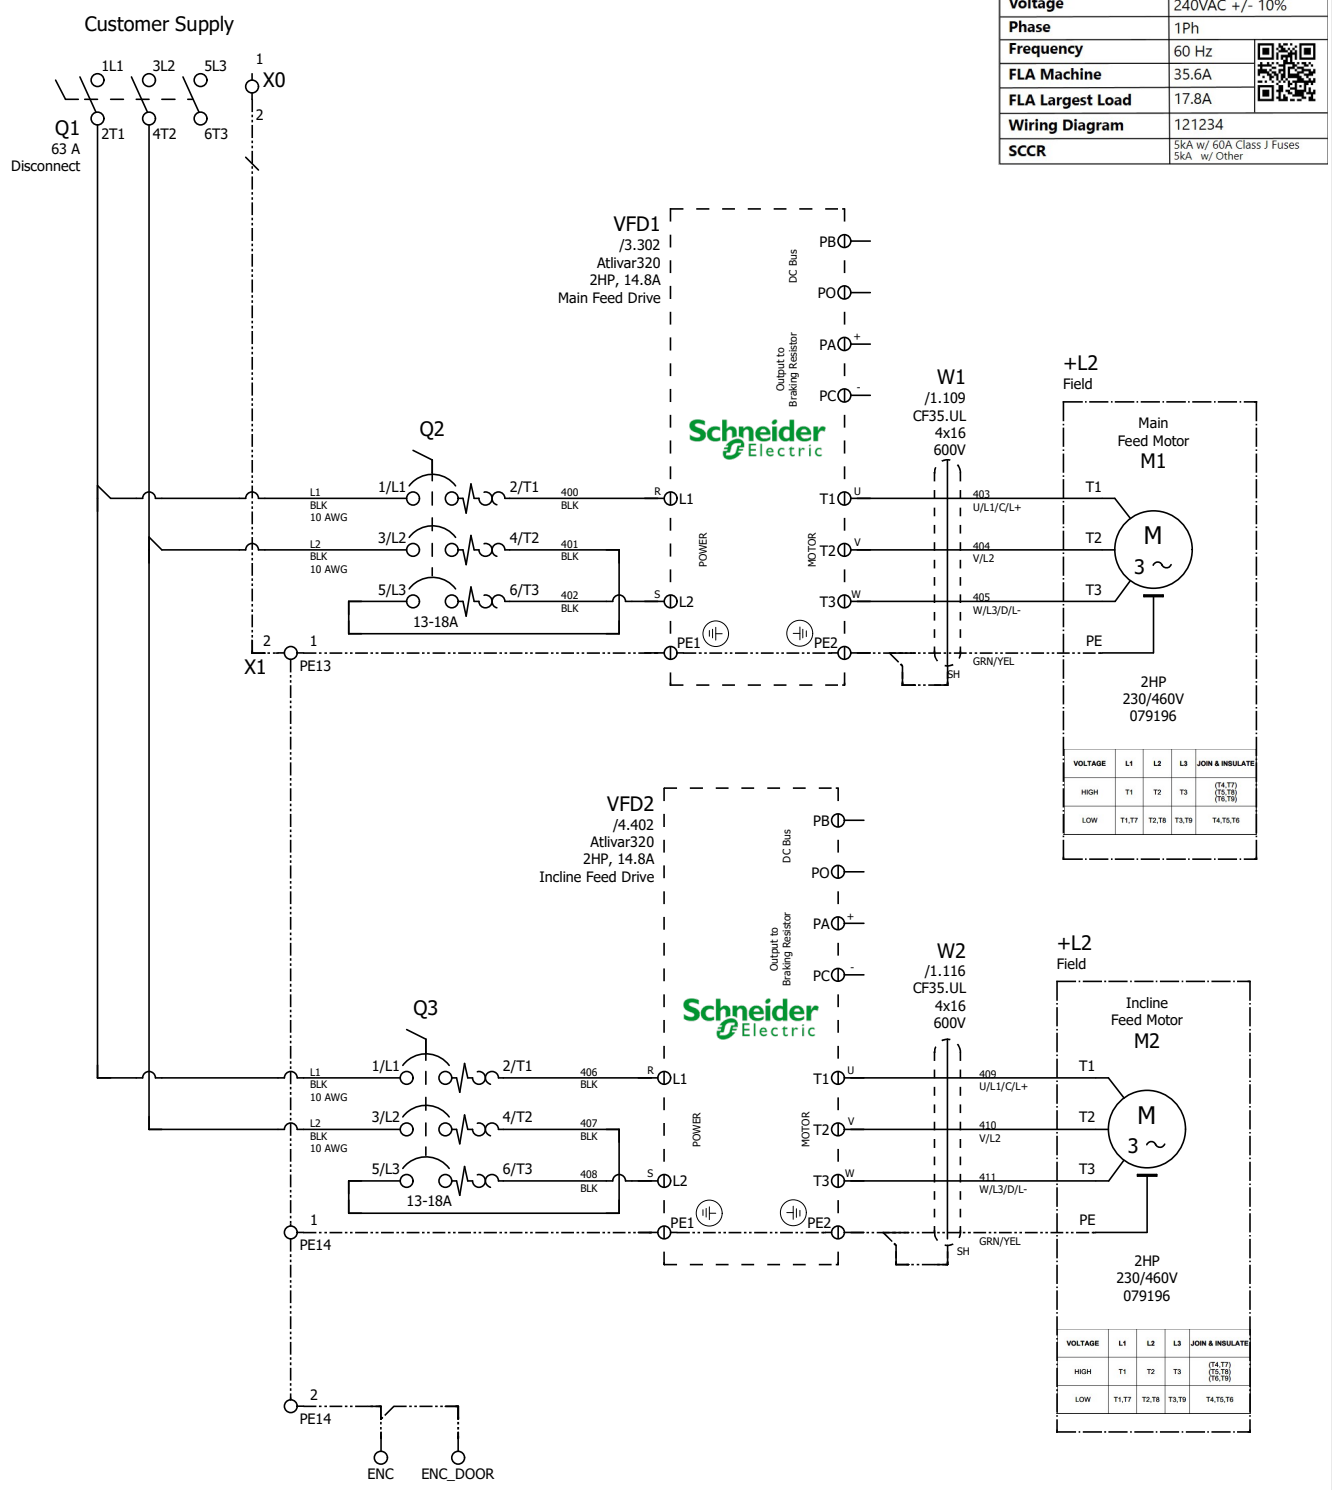 Customer Supply
1L1
3L2
5L3
1
X0
2
Q1
63 A
Disconnect
2T1
4T2
6T3
Voltage 240VAC +/- 10%
Phase 1Ph
Frequency 60 Hz
FLA Machine 35.6A
FLA Largest Load 17.8A
Wiring Diagram 121234
SCCR 5kA w/ 60A Class J Fuses
5kA w/ Other
VFD1
/3.302
Atlivar320
2HP, 14.8A
Main Feed Drive
PB
DC Bus
PO
Output to
Braking Resistor
PA +
PC -
Schneider
Electric
W1
/1.109
CF35.UL
4x16
600V
+L2
Field
Main
Feed Motor
M1
Q2
L1
BLK
10 AWG
1/L1
2/T1
400
BLK
R
L1
T1
U
403
U/L1/C/L+
T1
L2
BLK
10 AWG
3/L2
4/T2
401
BLK
POWER
MOTOR
T2
V
404
V/L2
T2
M
3 ~
5/L3
6/T3
13-18A
402
BLK
S
L2
T3
W
405
W/L3/D/L-
T3
2
1
X1
PE13
PE1
PE2
SH
GRN/YEL
PE
2HP
230/460V
079196
VOLTAGE L1 L2 L3 JOIN & INSULATE
HIGH T1 T2 T3 (T4,T7)
(T5,T8)
(T6,T9)
LOW T1,T7 T2,T8 T3,T9 T4,T5,T6
VFD2
/4.402
Atlivar320
2HP, 14.8A
Incline Feed Drive
PB
DC Bus
PO
Output to
Braking Resistor
PA +
PC -
Schneider
Electric
W2
/1.116
CF35.UL
4x16
600V
+L2
Field
Incline
Feed Motor
M2
Q3
L1
BLK
10 AWG
1/L1
2/T1
406
BLK
R
L1
T1
U
409
U/L1/C/L+
T1
L2
BLK
10 AWG
3/L2
4/T2
407
BLK
POWER
MOTOR
T2
V
410
V/L2
T2
M
3 ~
5/L3
6/T3
13-18A
408
BLK
S
L2
T3
W
411
W/L3/D/L-
T3
1
PE14
PE1
PE2
SH
GRN/YEL
PE
2HP
230/460V
079196
VOLTAGE L1 L2 L3 JOIN & INSULATE
HIGH T1 T2 T3 (T4,T7)
(T5,T8)
(T6,T9)
LOW T1,T7 T2,T8 T3,T9 T4,T5,T6
2
PE14
ENC
ENC_DOOR